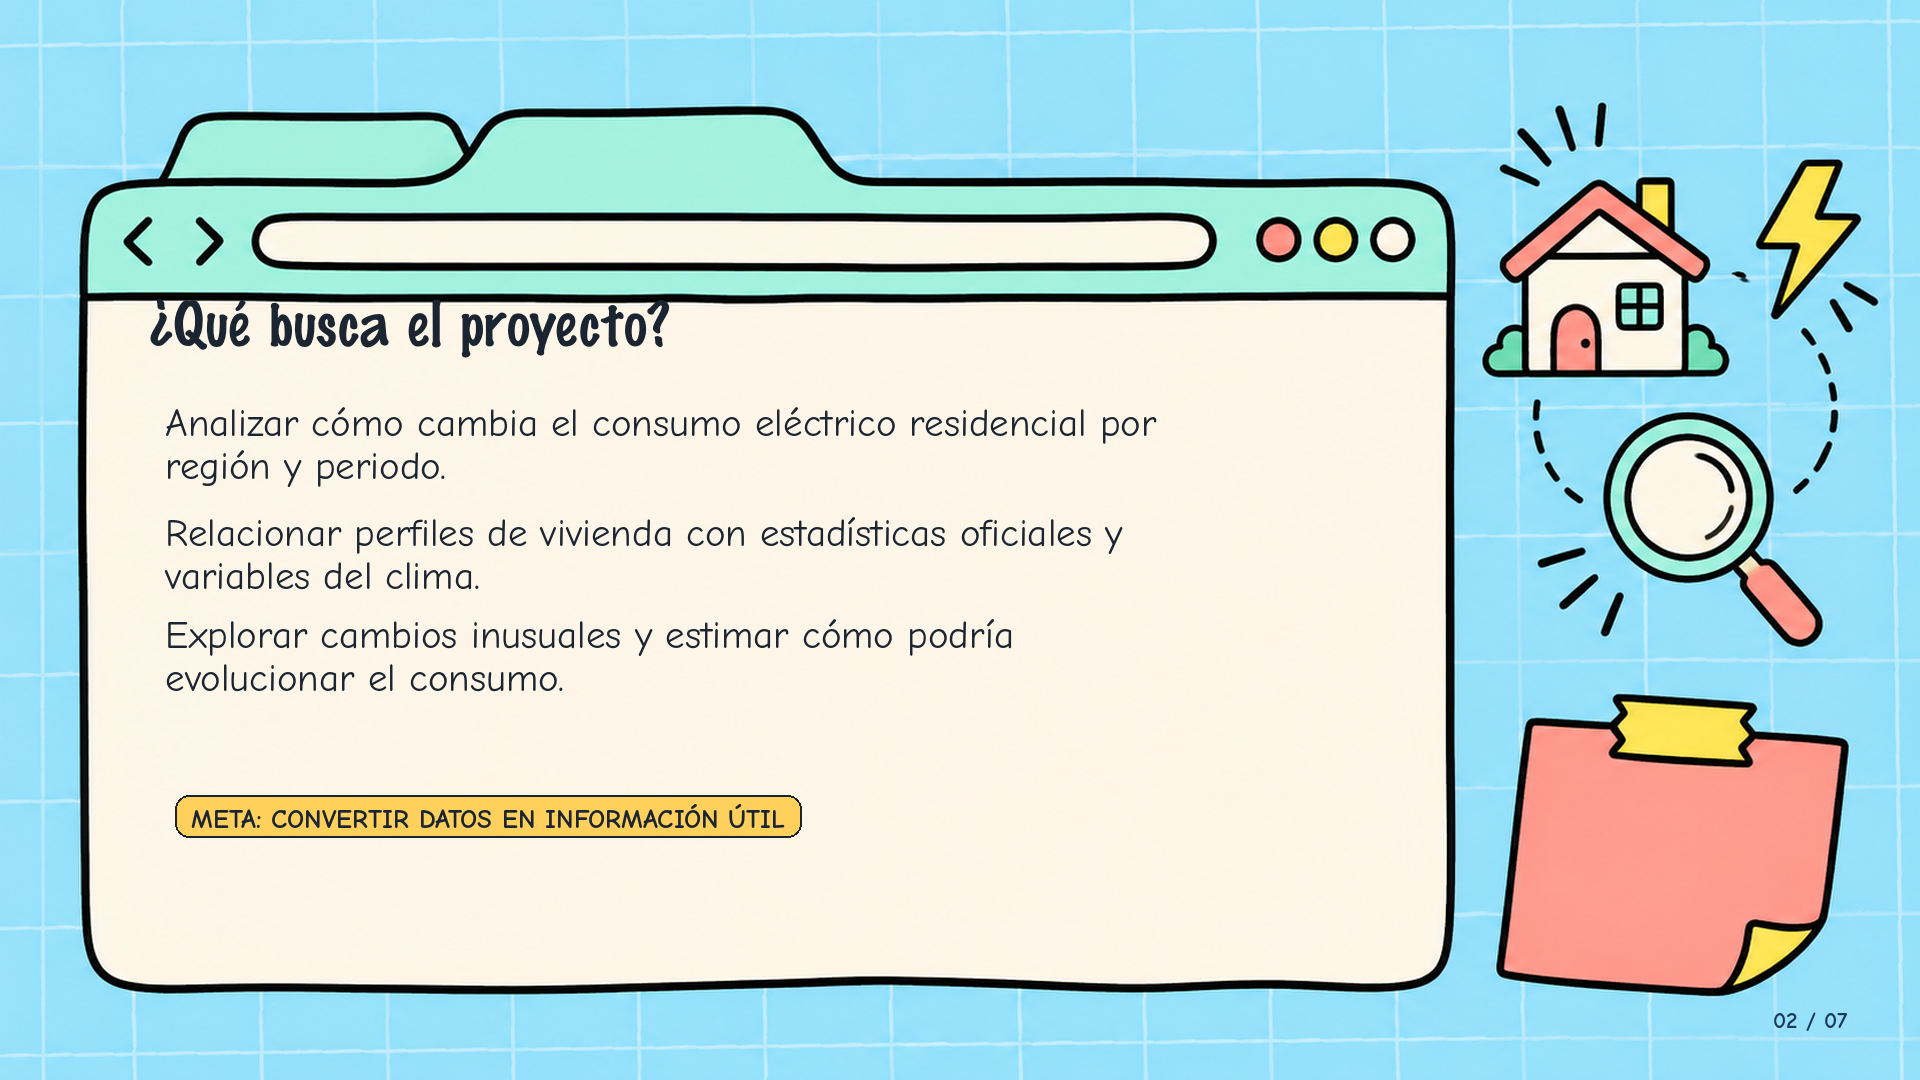 ¿Qué busca el proyecto?
Analizar cómo cambia el consumo eléctrico residencial por
región y periodo.
Relacionar perfiles de vivienda con estadísticas oficiales y
variables del clima.
Explorar cambios inusuales y estimar cómo podría
evolucionar el consumo.
META: CONVERTIR DATOS EN INFORMACIÓN ÚTIL
02 / 07